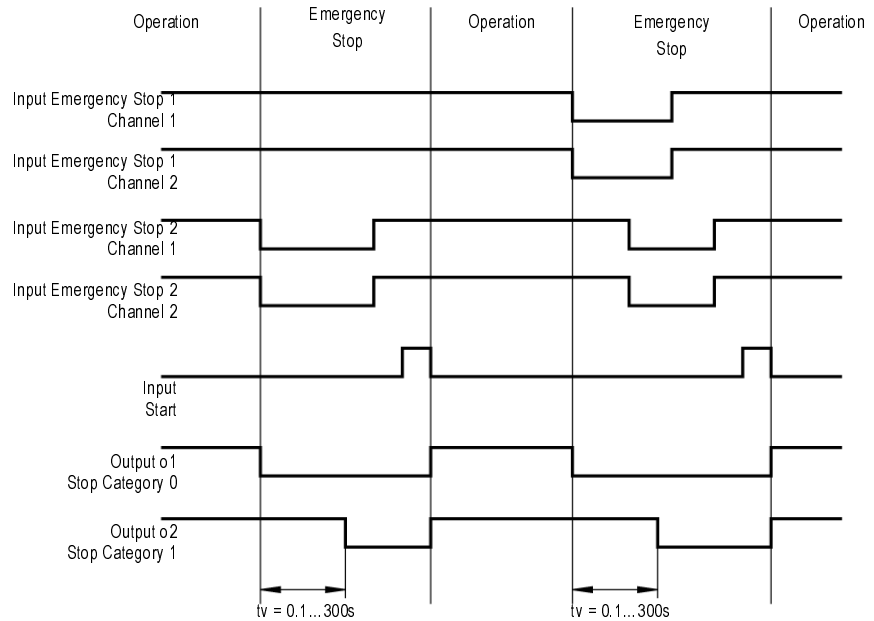 Operation
Emergency
Stop
Operation
Emergency
Stop
Operation
Input Emergency Stop 1
Channel 1
Input Emergency Stop 1
Channel 2
Input Emergency Stop 2
Channel 1
Input Emergency Stop 2
Channel 2
Input
Start
Output o1
Stop Category 0
Output o2
Stop Category 1
tv = 0,1...300s
tv = 0,1...300s